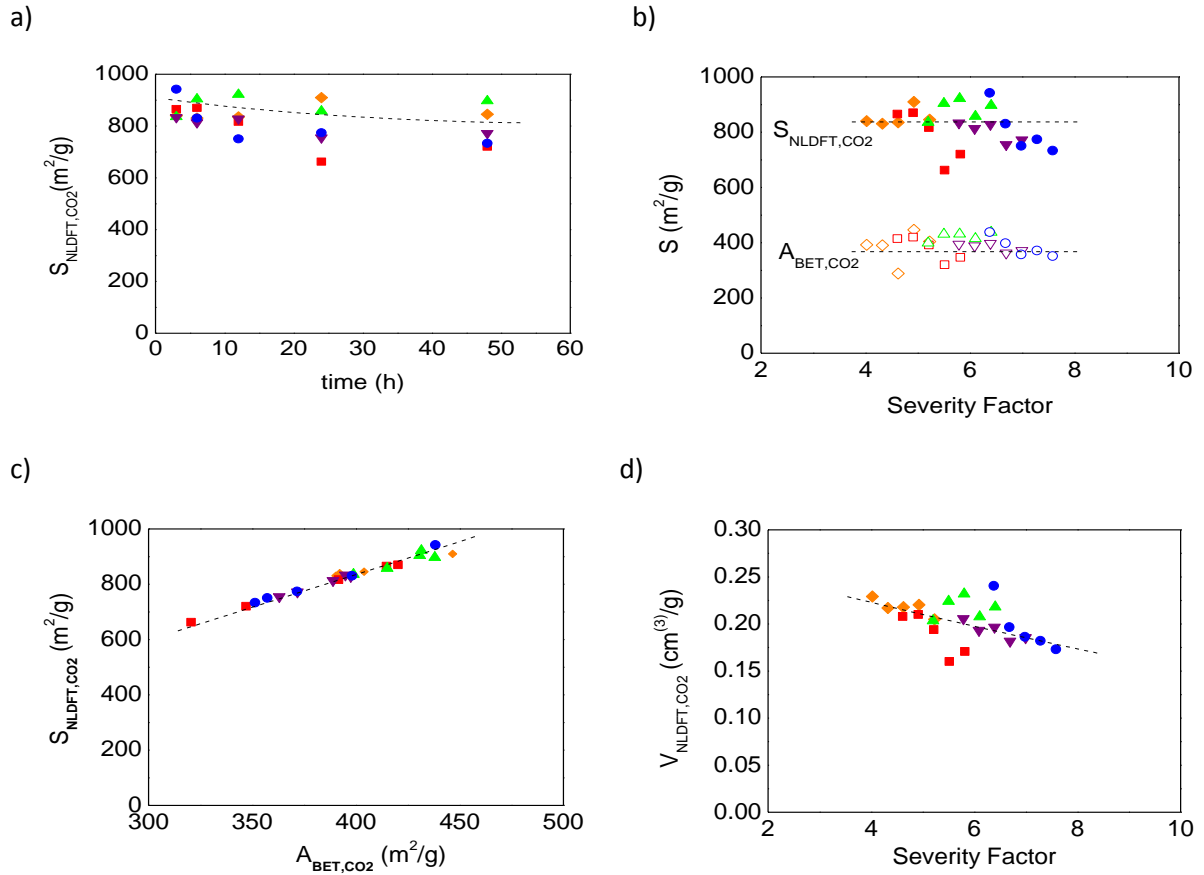 a)
1000
800
600
400
200
0
S_NLDFT,CO2(m²/g)
0 10 20 30 40 50 60
time (h)
b)
1000
800
600
400
200
0
S (m²/g)
S_NLDFT,CO2
A_BET,CO2
2 4 6 8 10
Severity Factor
c)
1000
800
600
400
200
0
S_NLDFT,CO2 (m²/g)
300 350 400 450 500
A_BET,CO2 (m²/g)
d)
0.30
0.25
0.20
0.15
0.10
0.05
0.00
V_NLDFT,CO2 (cm⁽³⁾/g)
2 4 6 8 10
Severity Factor